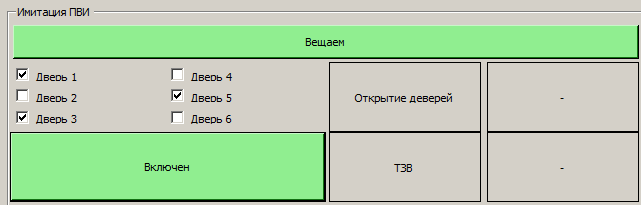 Имитация ПВИ
Вещаем
Дверь 1
Дверь 4
Дверь 2
Дверь 5
Дверь 3
Дверь 6
Открытие деверей
-
Включен
ТЗВ
-